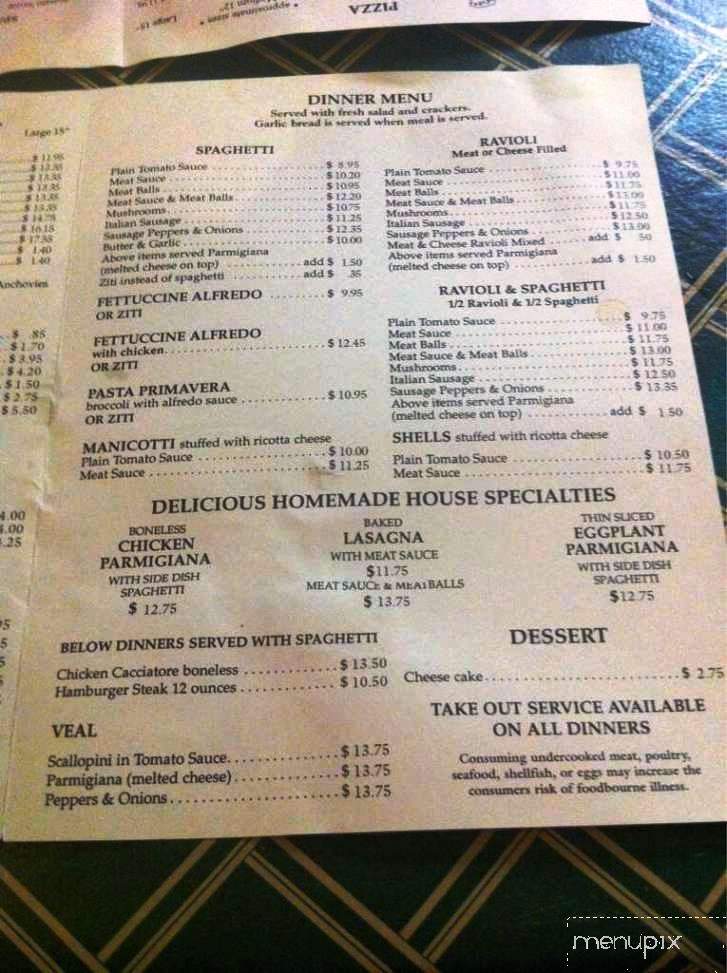 PIZZA
Large 15"
DINNER MENU
Served with fresh salad and crackers.
Garlic bread is served when meal is served.
SPAGHETTI
Plain Tomato Sauce $ 8.95
Meat Sauce $10.20
Meat Balls $10.95
Meat Sauce & Meat Balls $12.20
Mushrooms $10.75
Italian Sausage $11.25
Sausage Peppers & Onions $12.35
Butter & Garlic $10.00
Above items served Parmigiana
(melted cheese on top) add $ 1.50
Ziti instead of spaghetti add $ .35
FETTUCCINE ALFREDO $ 9.95
OR ZITI
FETTUCCINE ALFREDO
with chicken $12.45
OR ZITI
PASTA PRIMAVERA
broccoli with alfredo sauce $10.95
OR ZITI
MANICOTTI stuffed with ricotta cheese
Plain Tomato Sauce $10.00
Meat Sauce $11.25
RAVIOLI
Meat or Cheese Filled
Plain Tomato Sauce $ 9.75
Meat Sauce $11.00
Meat Balls $11.75
Meat Sauce & Meat Balls $13.00
Mushrooms $11.75
Italian Sausage $12.50
Sausage Peppers & Onions $13.00
Meat & Cheese Ravioli Mixed add $ .50
Above items served Parmigiana
(melted cheese on top) add $ 1.50
RAVIOLI & SPAGHETTI
1/2 Ravioli & 1/2 Spaghetti
Plain Tomato Sauce $ 9.75
Meat Sauce $11.00
Meat Balls $11.75
Meat Sauce & Meat Balls $13.00
Mushrooms $11.75
Italian Sausage $12.50
Sausage Peppers & Onions $13.35
Above items served Parmigiana
(melted cheese on top) add $ 1.50
SHELLS stuffed with ricotta cheese
Plain Tomato Sauce $10.50
Meat Sauce $11.75
DELICIOUS HOMEMADE HOUSE SPECIALTIES
BONELESS
CHICKEN
PARMIGIANA
WITH SIDE DISH
SPAGHETTI
$ 12.75
BAKED
LASAGNA
WITH MEAT SAUCE
$11.75
MEAT SAUCE & MEATBALLS
$ 13.75
THIN SLICED
EGGPLANT
PARMIGIANA
WITH SIDE DISH
SPAGHETTI
$12.75
BELOW DINNERS SERVED WITH SPAGHETTI
Chicken Cacciatore boneless $ 13.50
Hamburger Steak 12 ounces $ 10.50
VEAL
Scallopini in Tomato Sauce $ 13.75
Parmigiana (melted cheese) $ 13.75
Peppers & Onions $ 13.75
DESSERT
Cheese cake $ 2.75
TAKE OUT SERVICE AVAILABLE
ON ALL DINNERS
Consuming undercooked meat, poultry,
seafood, shellfish, or eggs may increase the
consumers risk of foodbourne illness.
Anchovies
$ .85
$ 1.70
$ 3.95
$ 4.20
$ 1.50
$ 2.75
$ 5.50
menupix